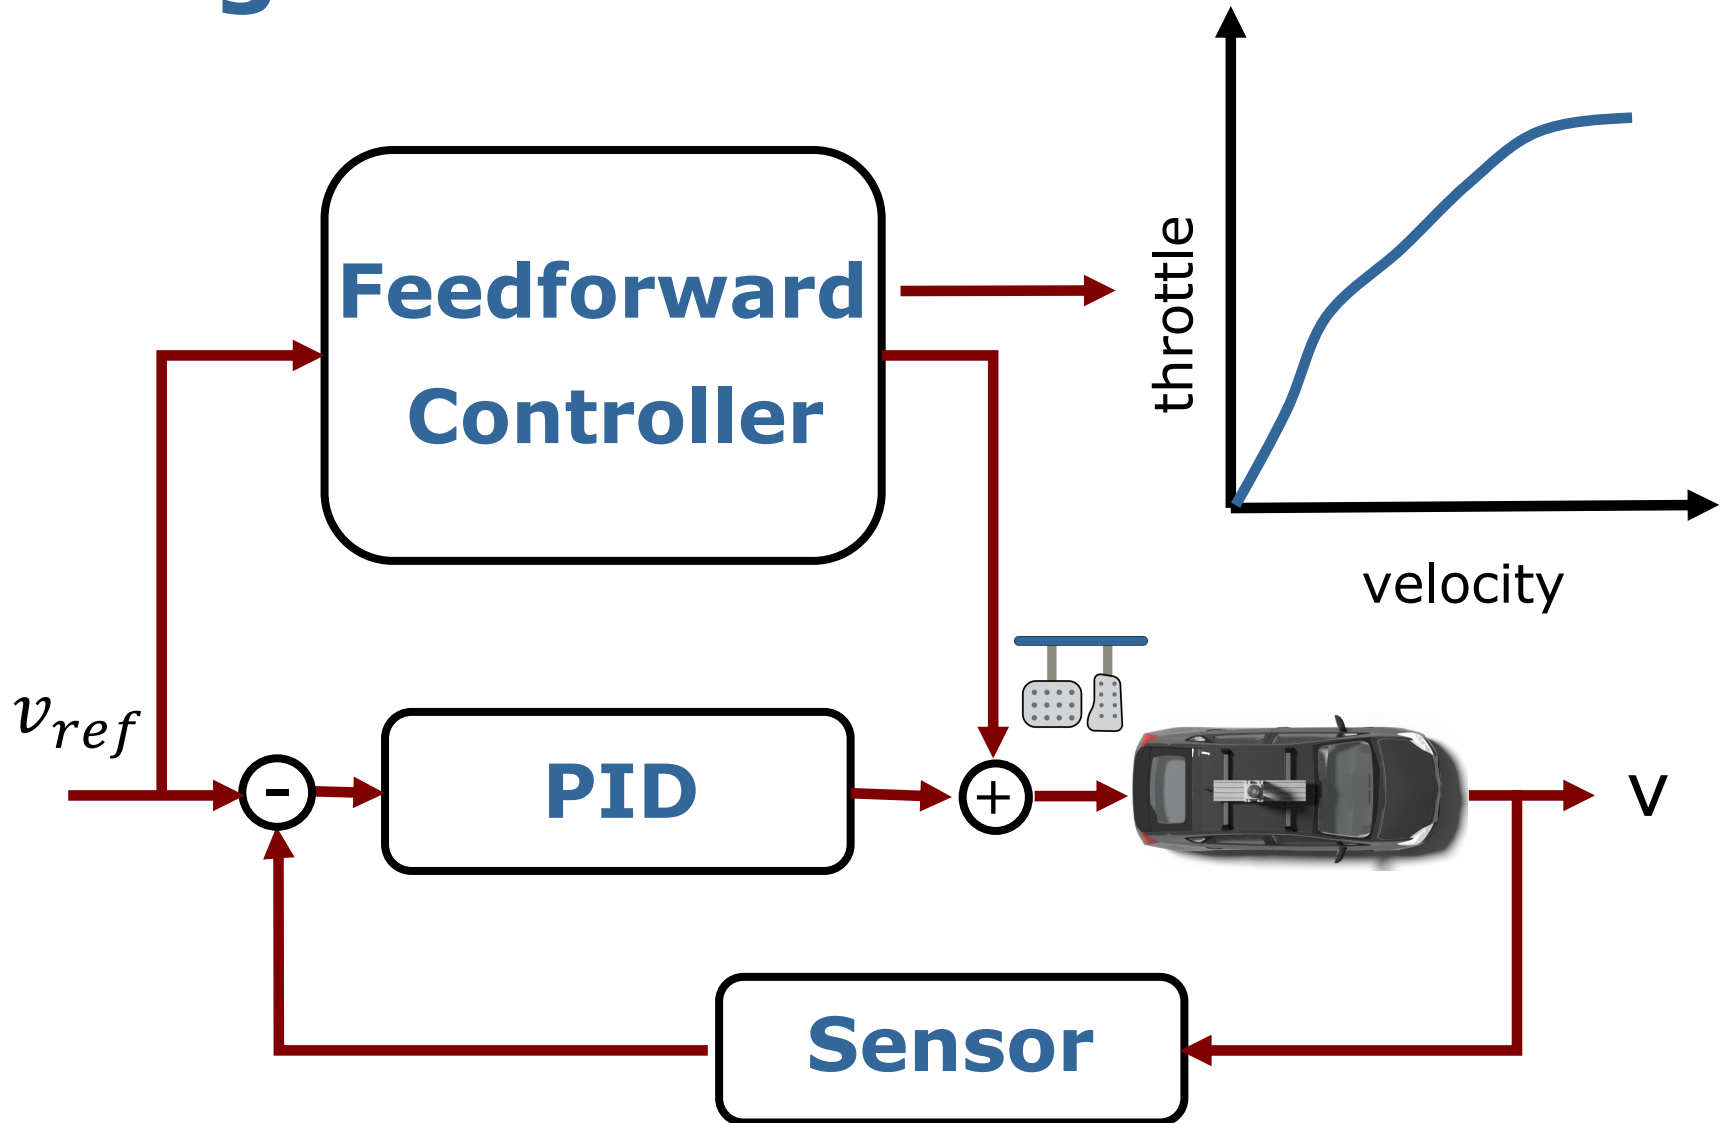 Feedforward
Controller
throttle
velocity
v_ref
-
PID
+
v
Sensor